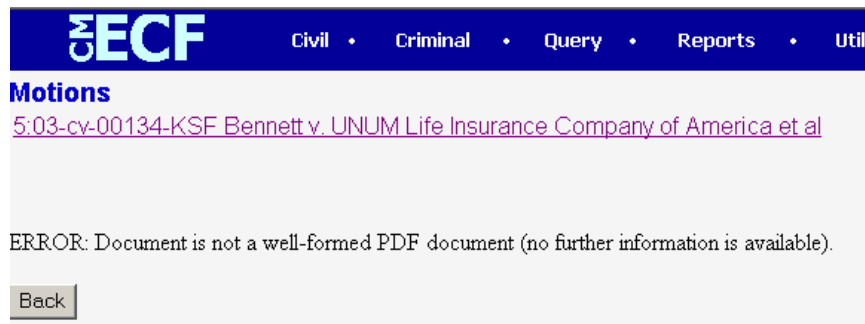 CM ECF Civil • Criminal • Query • Reports • Util
Motions
5:03-cv-00134-KSF Bennett v. UNUM Life Insurance Company of America et al
ERROR: Document is not a well-formed PDF document (no further information is available).
Back